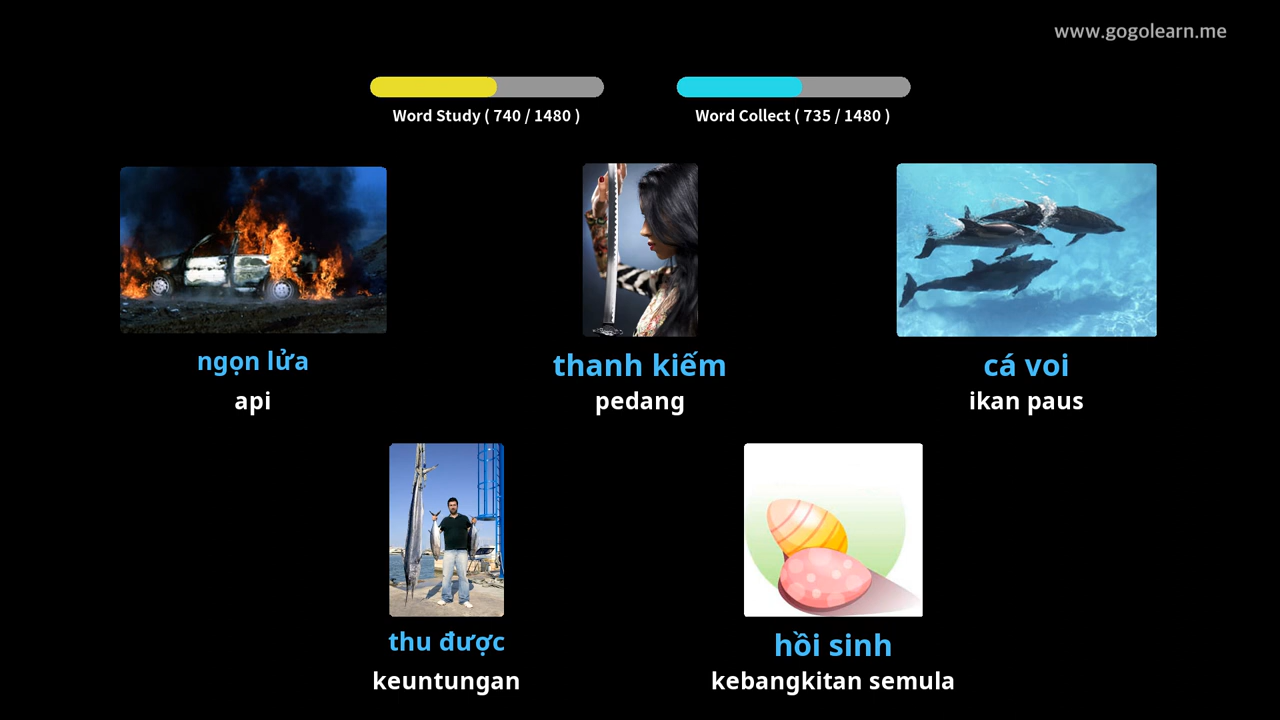 www.gogolearn.me
Word Study ( 740 / 1480 )
Word Collect ( 735 / 1480 )
ngọn lửa
thanh kiếm
cá voi
api
pedang
ikan paus
thu được
hồi sinh
keuntungan
kebangkitan semula